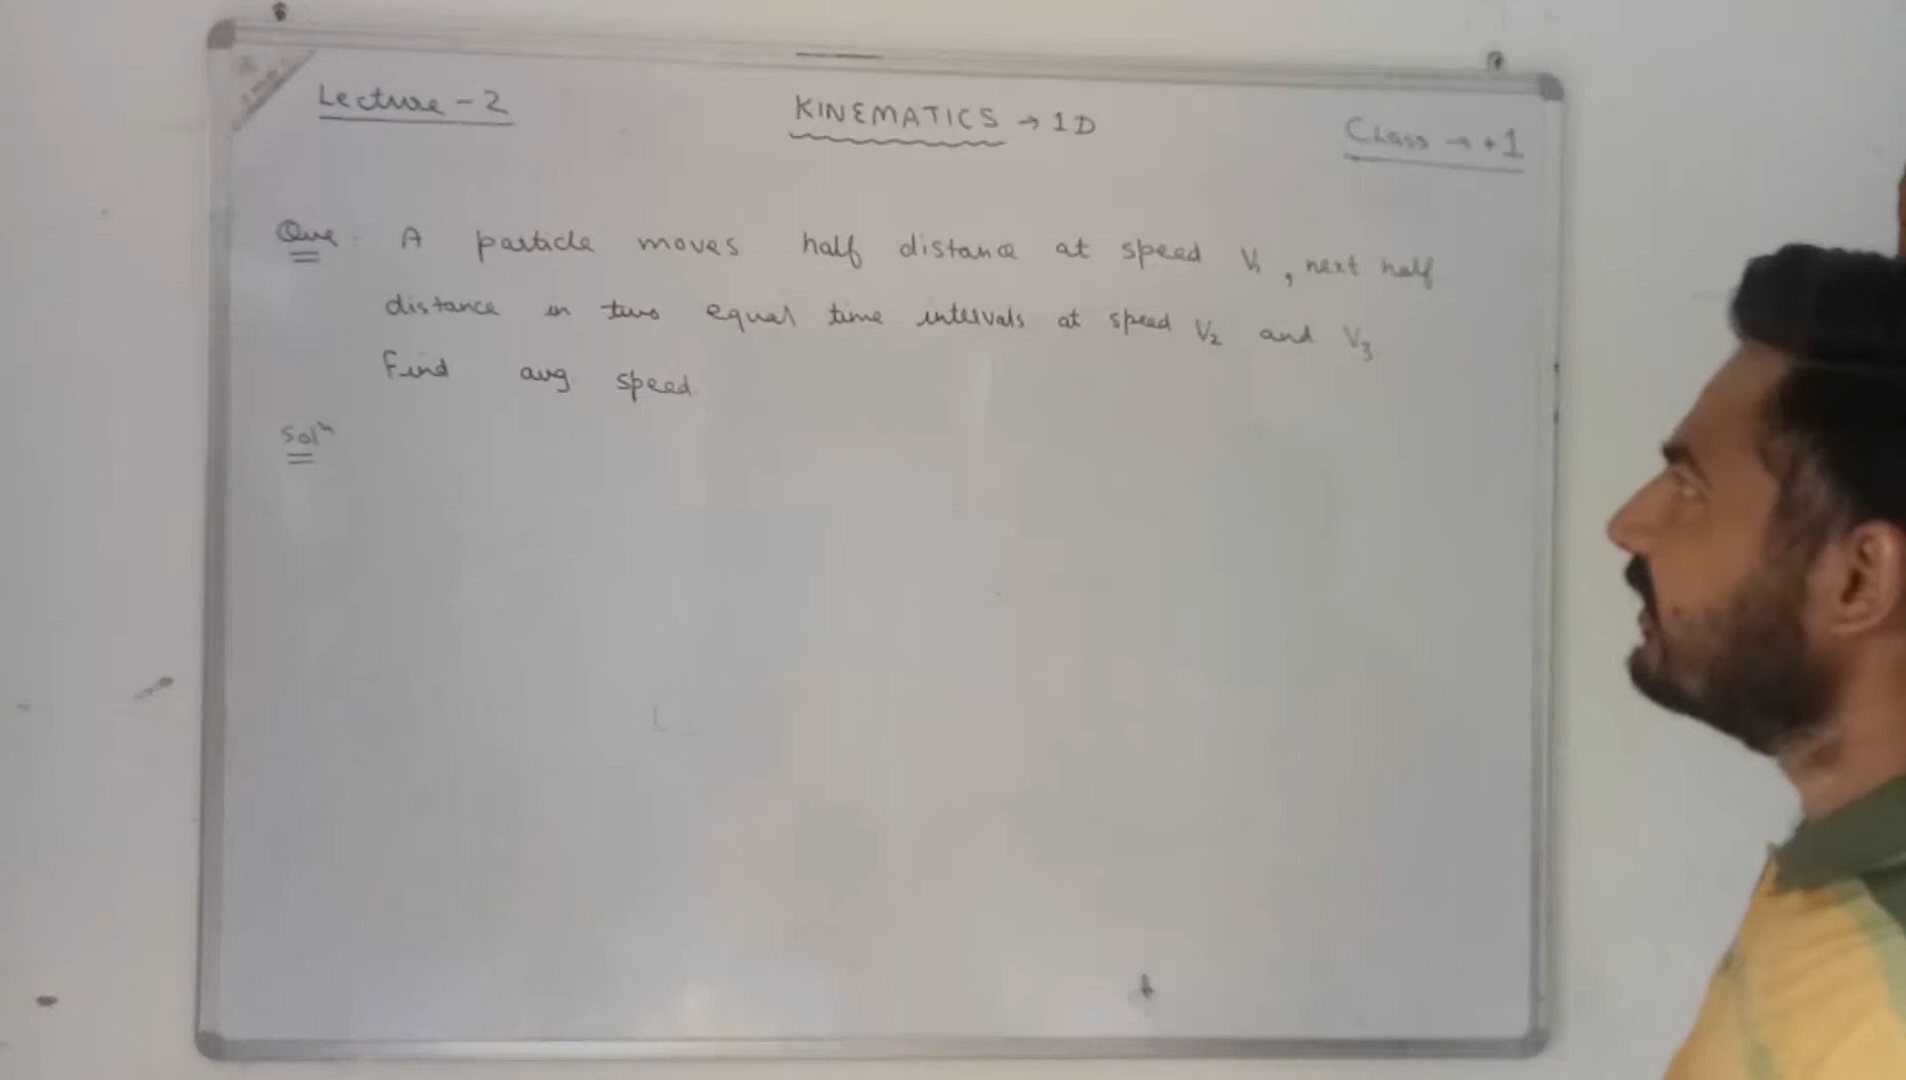 Lecture - 2
KINEMATICS → 1D
Class → +1
Que. A particle moves half distance at speed V₁, next half
distance in two equal time intervals at speed V₂ and V₃
Find avg speed.
Solⁿ